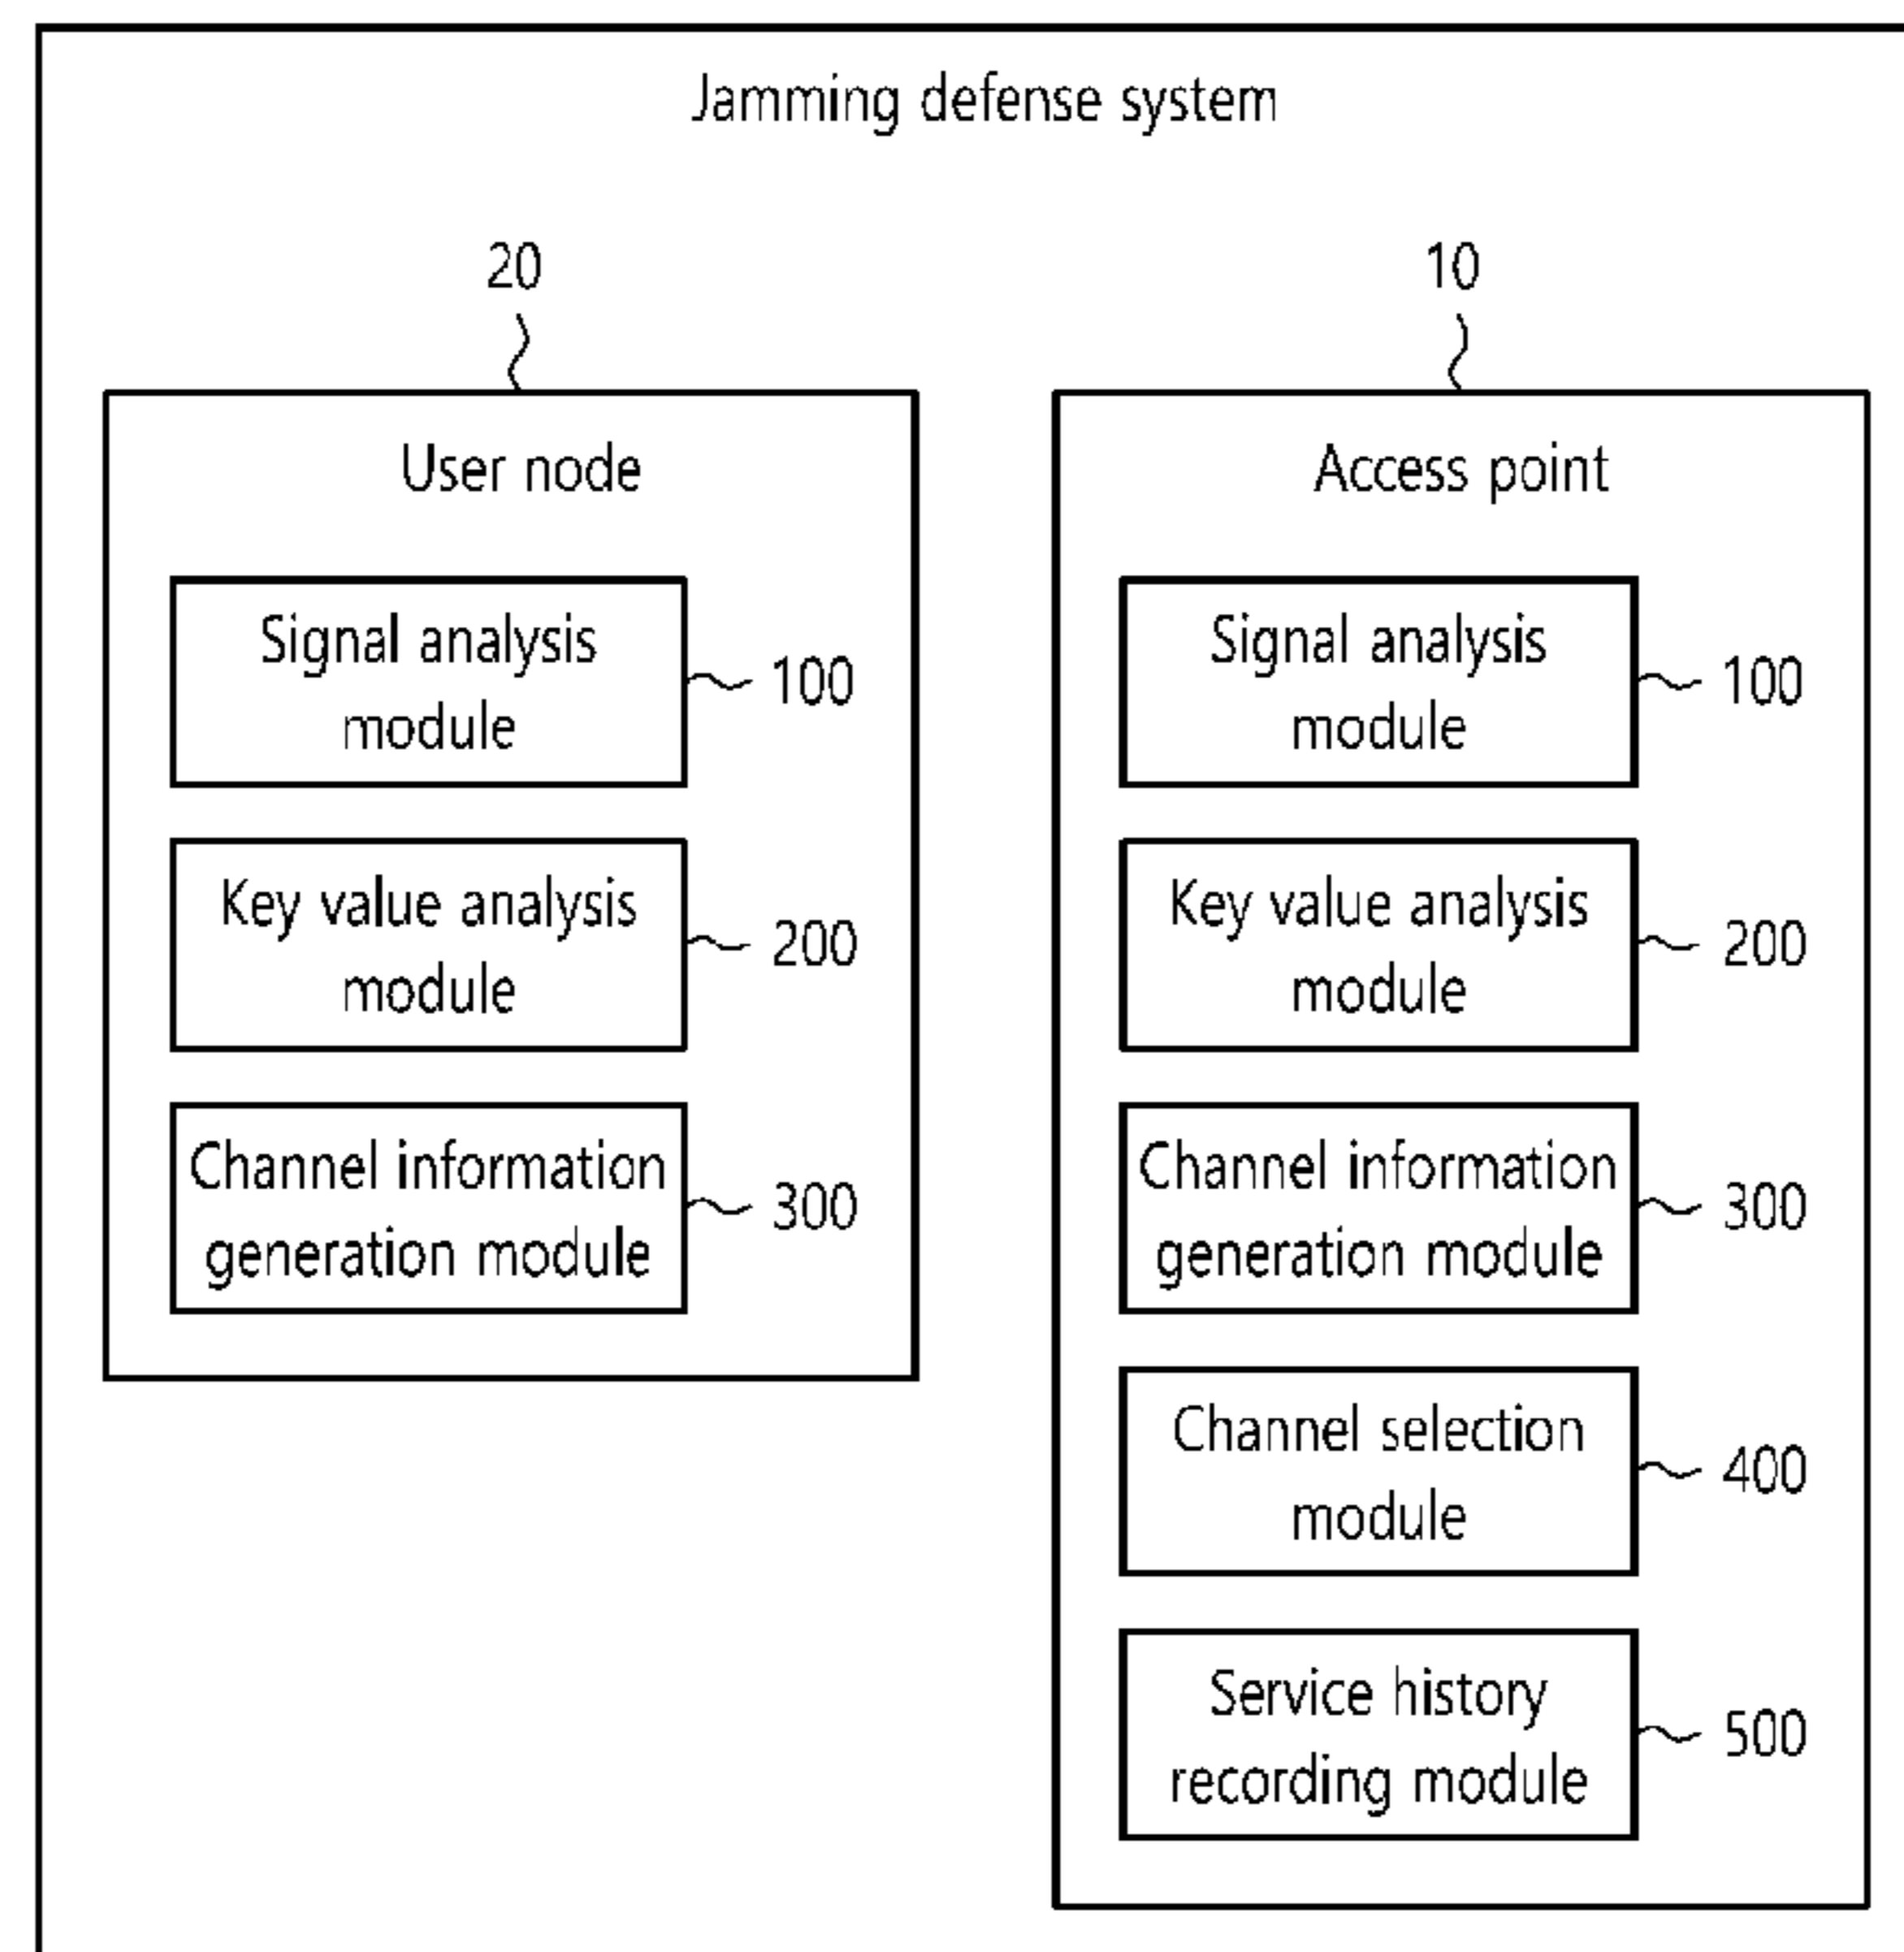 Jamming defense system
20
User node
Signal analysis
module
100
Key value analysis
module
200
Channel information
generation module
300
10
Access point
Signal analysis
module
100
Key value analysis
module
200
Channel information
generation module
300
Channel selection
module
400
Service history
recording module
500